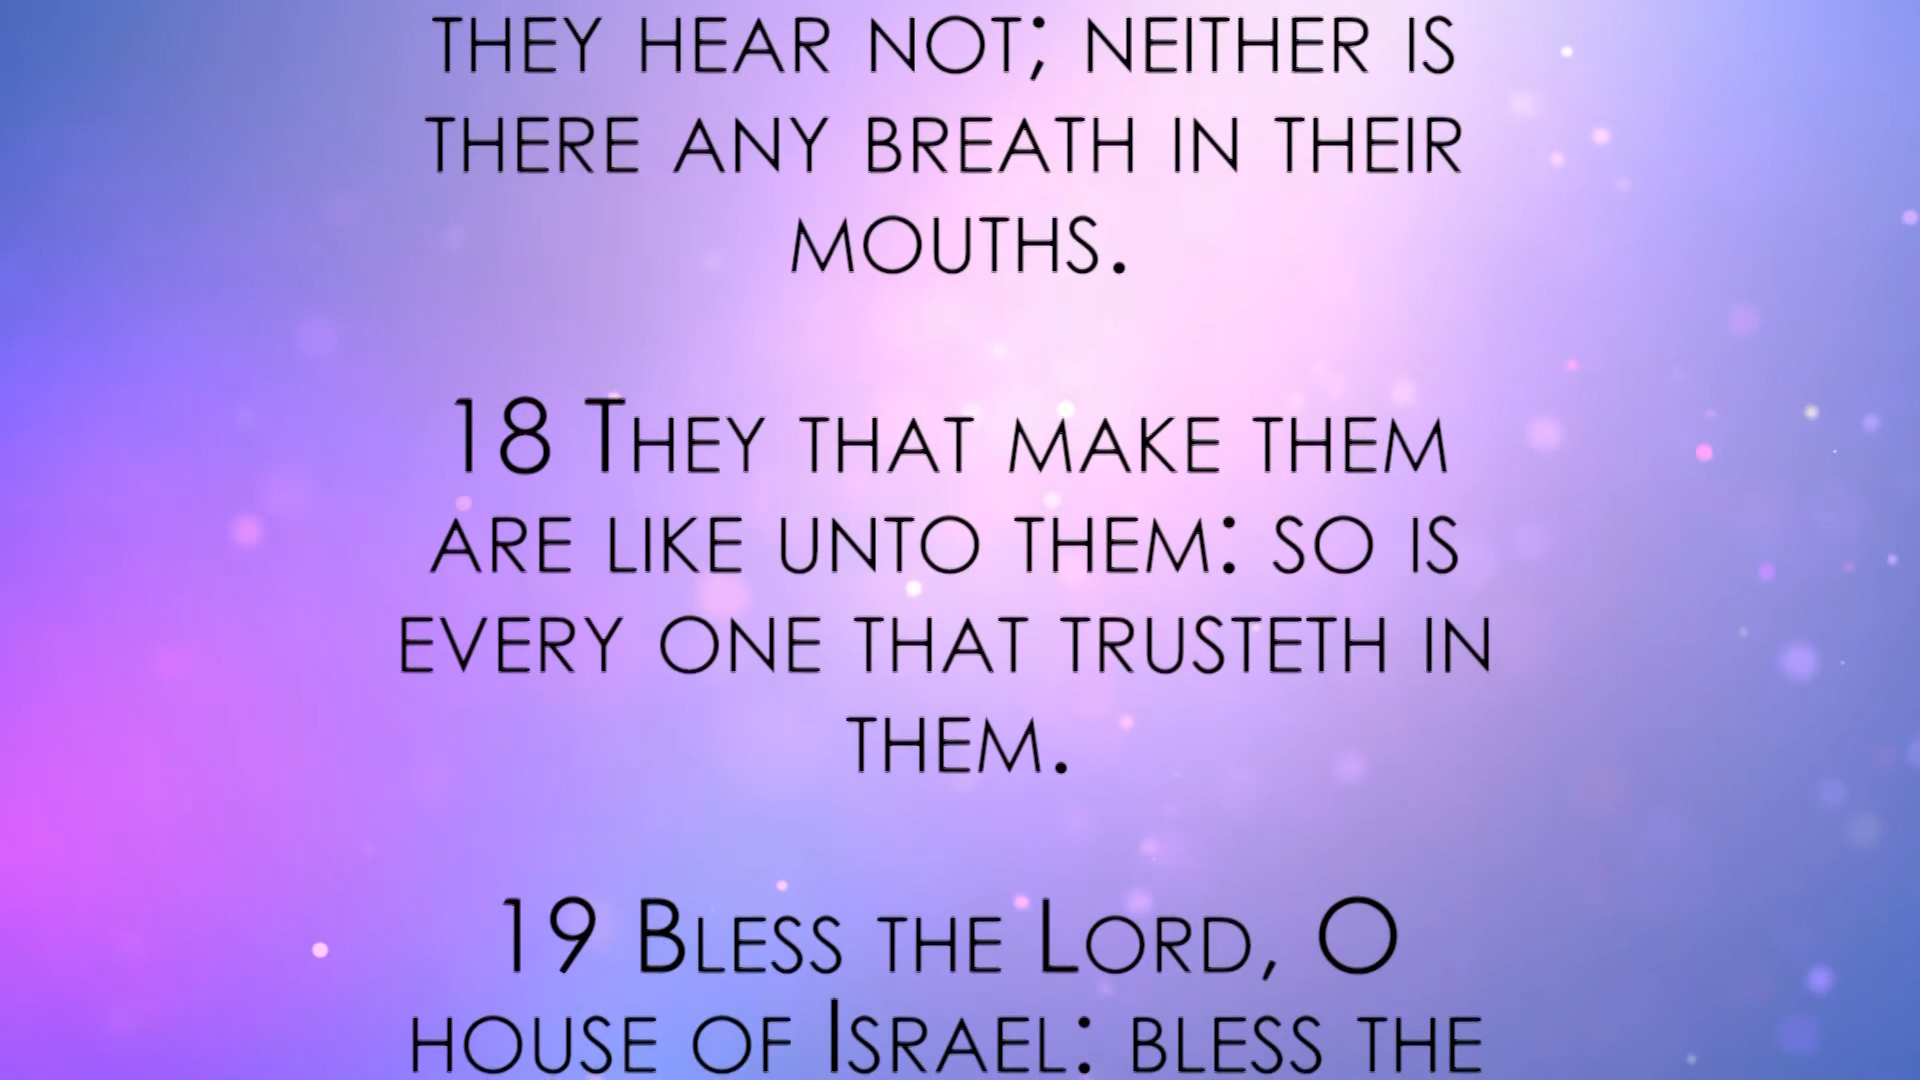 THEY HEAR NOT; NEITHER IS
THERE ANY BREATH IN THEIR
MOUTHS.
18 THEY THAT MAKE THEM
ARE LIKE UNTO THEM: SO IS
EVERY ONE THAT TRUSTETH IN
THEM.
19 BLESS THE LORD, O
HOUSE OF ISRAEL: BLESS THE